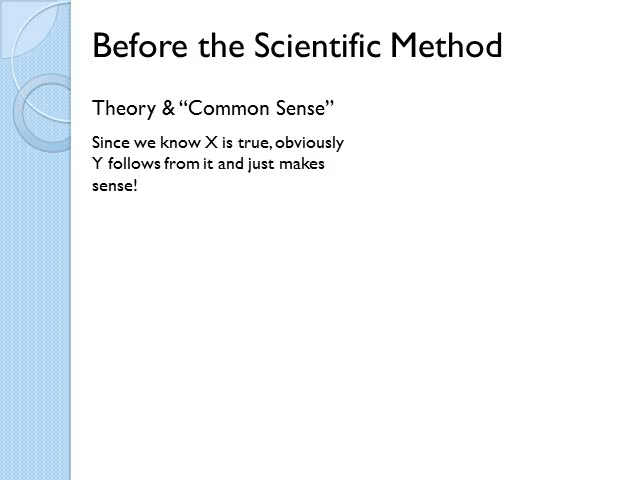 Before the Scientific Method
Theory & “Common Sense”
Since we know X is true, obviously
Y follows from it and just makes
sense!